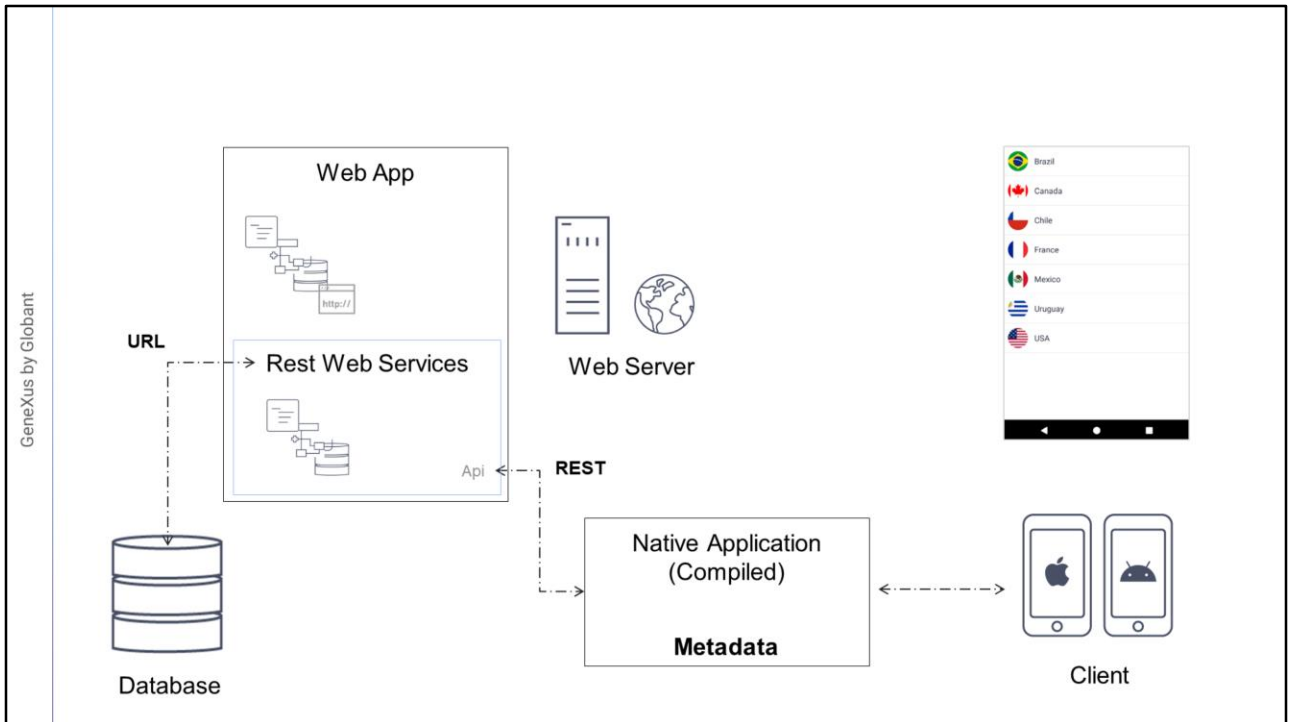 GeneXus by Globant
Web App
http://
URL
Rest Web Services
Api
REST
Web Server
Database
Native Application
(Compiled)
Metadada
Brazil
Canada
Chile
France
Mexico
Uruguay
USA
Client